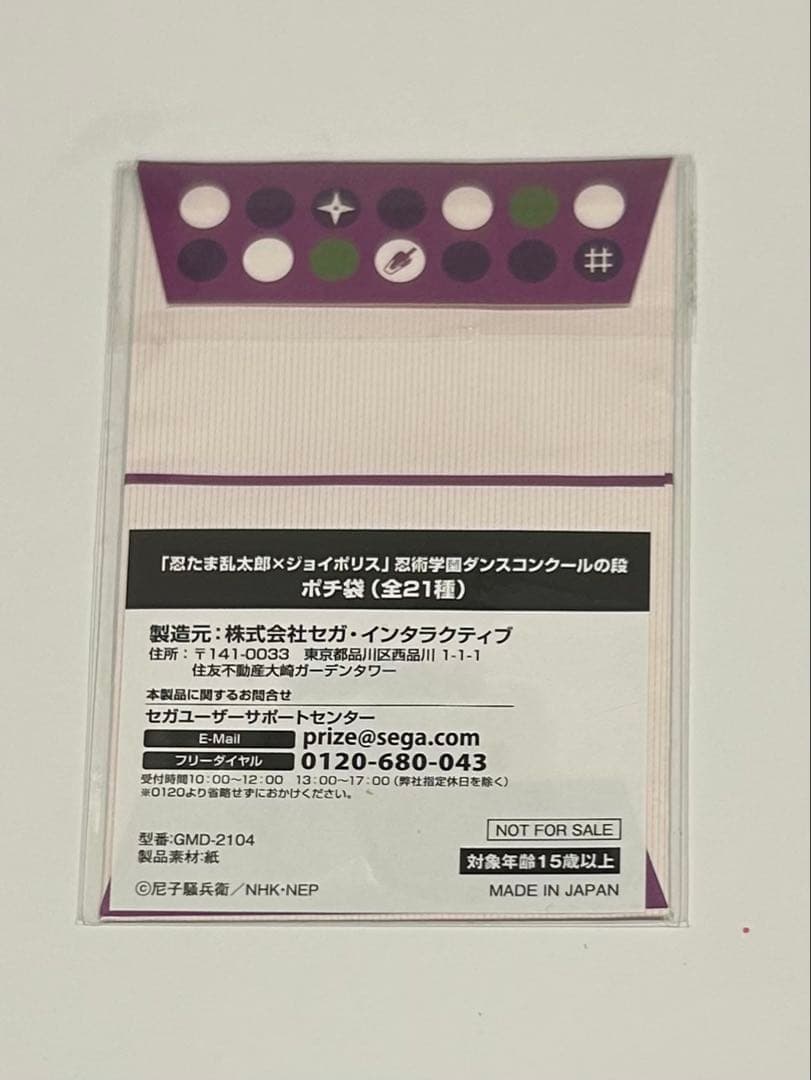 「忍たま乱太郎×ジョイポリス」忍術学園ダンスコンクールの段
ポチ袋（全21種）
製造元：株式会社セガ・インタラクティブ
住所：〒141-0033　東京都品川区西品川 1-1-1
住友不動産大崎ガーデンタワー
本製品に関するお問合せ
セガユーザーサポートセンター
E-Mail prize@sega.com
フリーダイヤル 0120-680-043
受付時間10：00～12：00　13：00～17：00（弊社指定休日を除く）
※0120より省略せずにおかけください。
NOT FOR SALE
型番:GMD-2104
製品素材:紙
対象年齢15歳以上
©尼子騒兵衛／NHK・NEP
MADE IN JAPAN